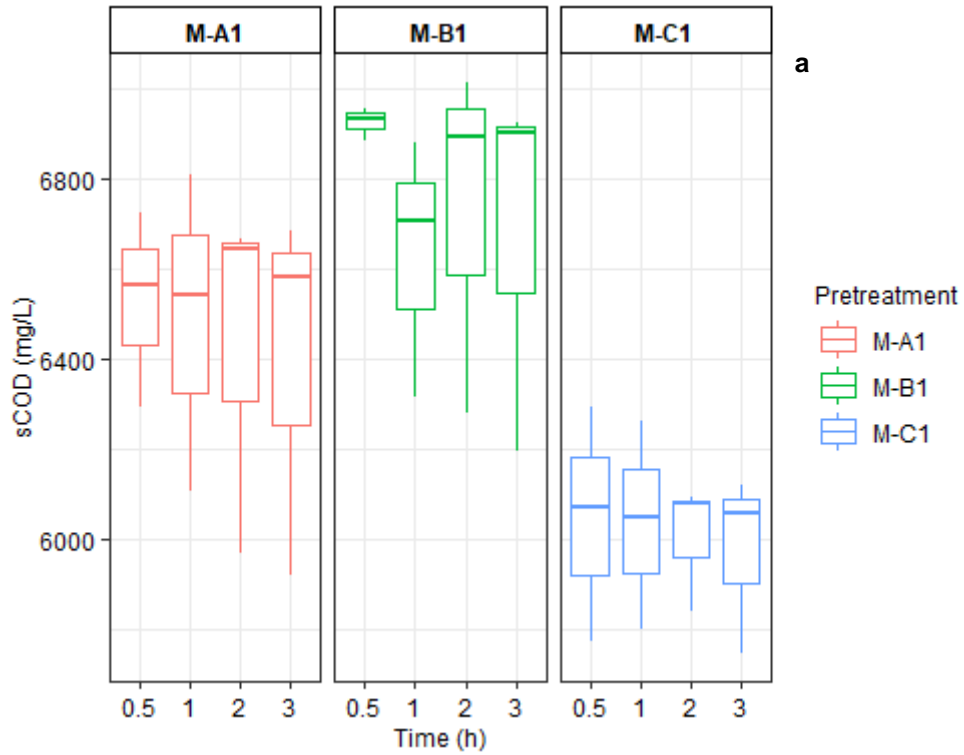 M-A1 M-B1 M-C1
a
6800
6400
6000
sCOD (mg/L)
0.5 1 2 3 0.5 1 2 3 0.5 1 2 3
Time (h)
Pretreatment
M-A1
M-B1
M-C1